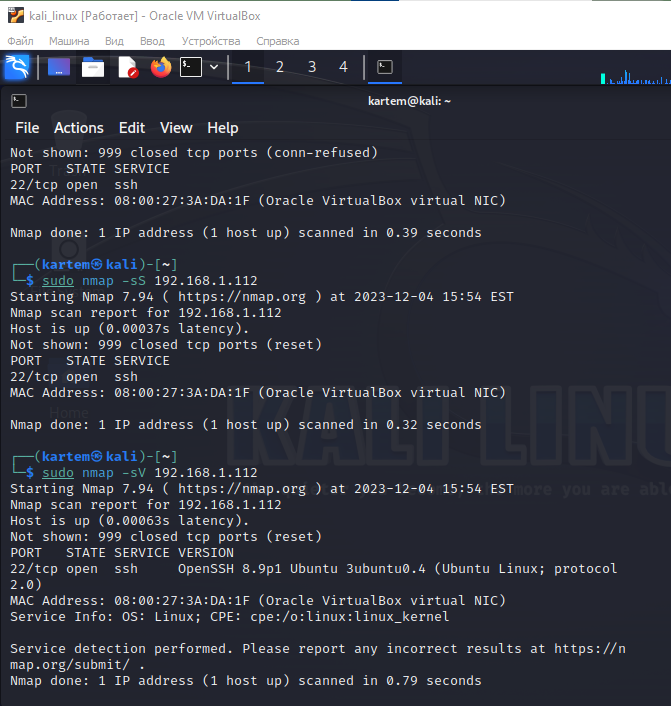 kali_linux [Работает] - Oracle VM VirtualBox
Файл Машина Вид Ввод Устройства Справка
1 2 3 4
kartem@kali: ~
File Actions Edit View Help
Not shown: 999 closed tcp ports (conn-refused)
PORT   STATE SERVICE
22/tcp open  ssh
MAC Address: 08:00:27:3A:DA:1F (Oracle VirtualBox virtual NIC)
Nmap done: 1 IP address (1 host up) scanned in 0.39 seconds
┌──(kartem㉿kali)-[~]
└─$ sudo nmap -sS 192.168.1.112
Starting Nmap 7.94 ( https://nmap.org ) at 2023-12-04 15:54 EST
Nmap scan report for 192.168.1.112
Host is up (0.00037s latency).
Not shown: 999 closed tcp ports (reset)
PORT   STATE SERVICE
22/tcp open  ssh
MAC Address: 08:00:27:3A:DA:1F (Oracle VirtualBox virtual NIC)
Home
KALI LINU
Nmap done: 1 IP address (1 host up) scanned in 0.32 seconds
┌──(kartem㉿kali)-[~]
└─$ sudo nmap -sV 192.168.1.112
Starting Nmap 7.94 ( https://nmap.org ) at 2023-12-04 15:54 EST
more you are abl
Nmap scan report for 192.168.1.112
Host is up (0.00063s latency).
Not shown: 999 closed tcp ports (reset)
PORT   STATE SERVICE VERSION
22/tcp open  ssh     OpenSSH 8.9p1 Ubuntu 3ubuntu0.4 (Ubuntu Linux; protocol
2.0)
MAC Address: 08:00:27:3A:DA:1F (Oracle VirtualBox virtual NIC)
Service Info: OS: Linux; CPE: cpe:/o:linux:linux_kernel
Service detection performed. Please report any incorrect results at https://n
map.org/submit/ .
Nmap done: 1 IP address (1 host up) scanned in 0.79 seconds